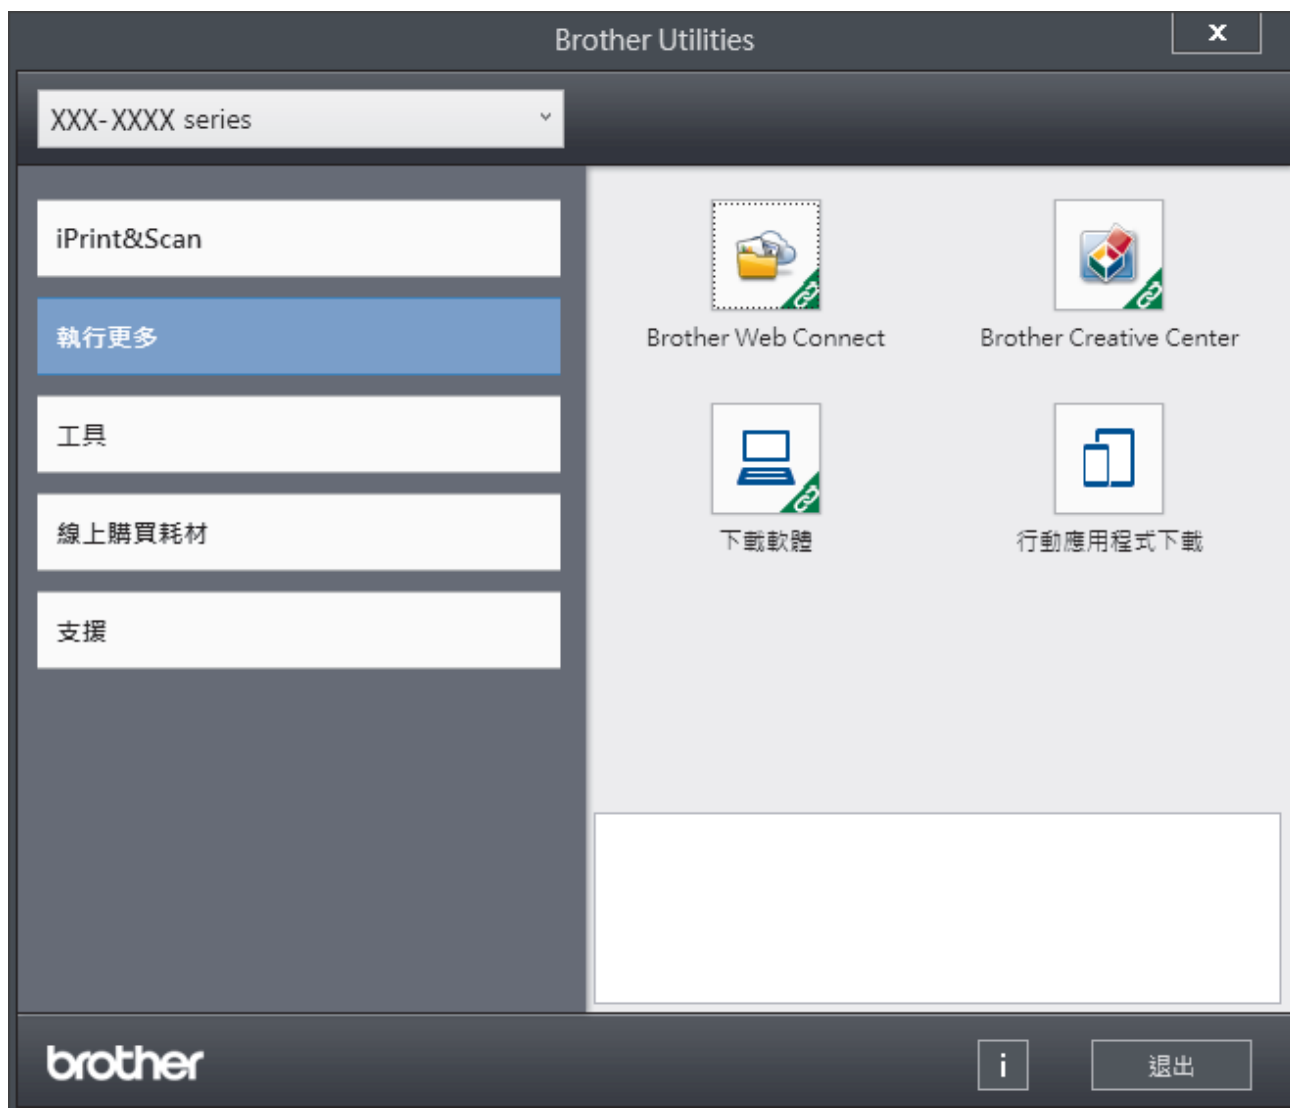 Brother Utilities
x
XXX-XXXX series
iPrint&Scan
執行更多
工具
線上購買耗材
支援
Brother Web Connect
Brother Creative Center
下載軟體
行動應用程式下載
brother
i
退出